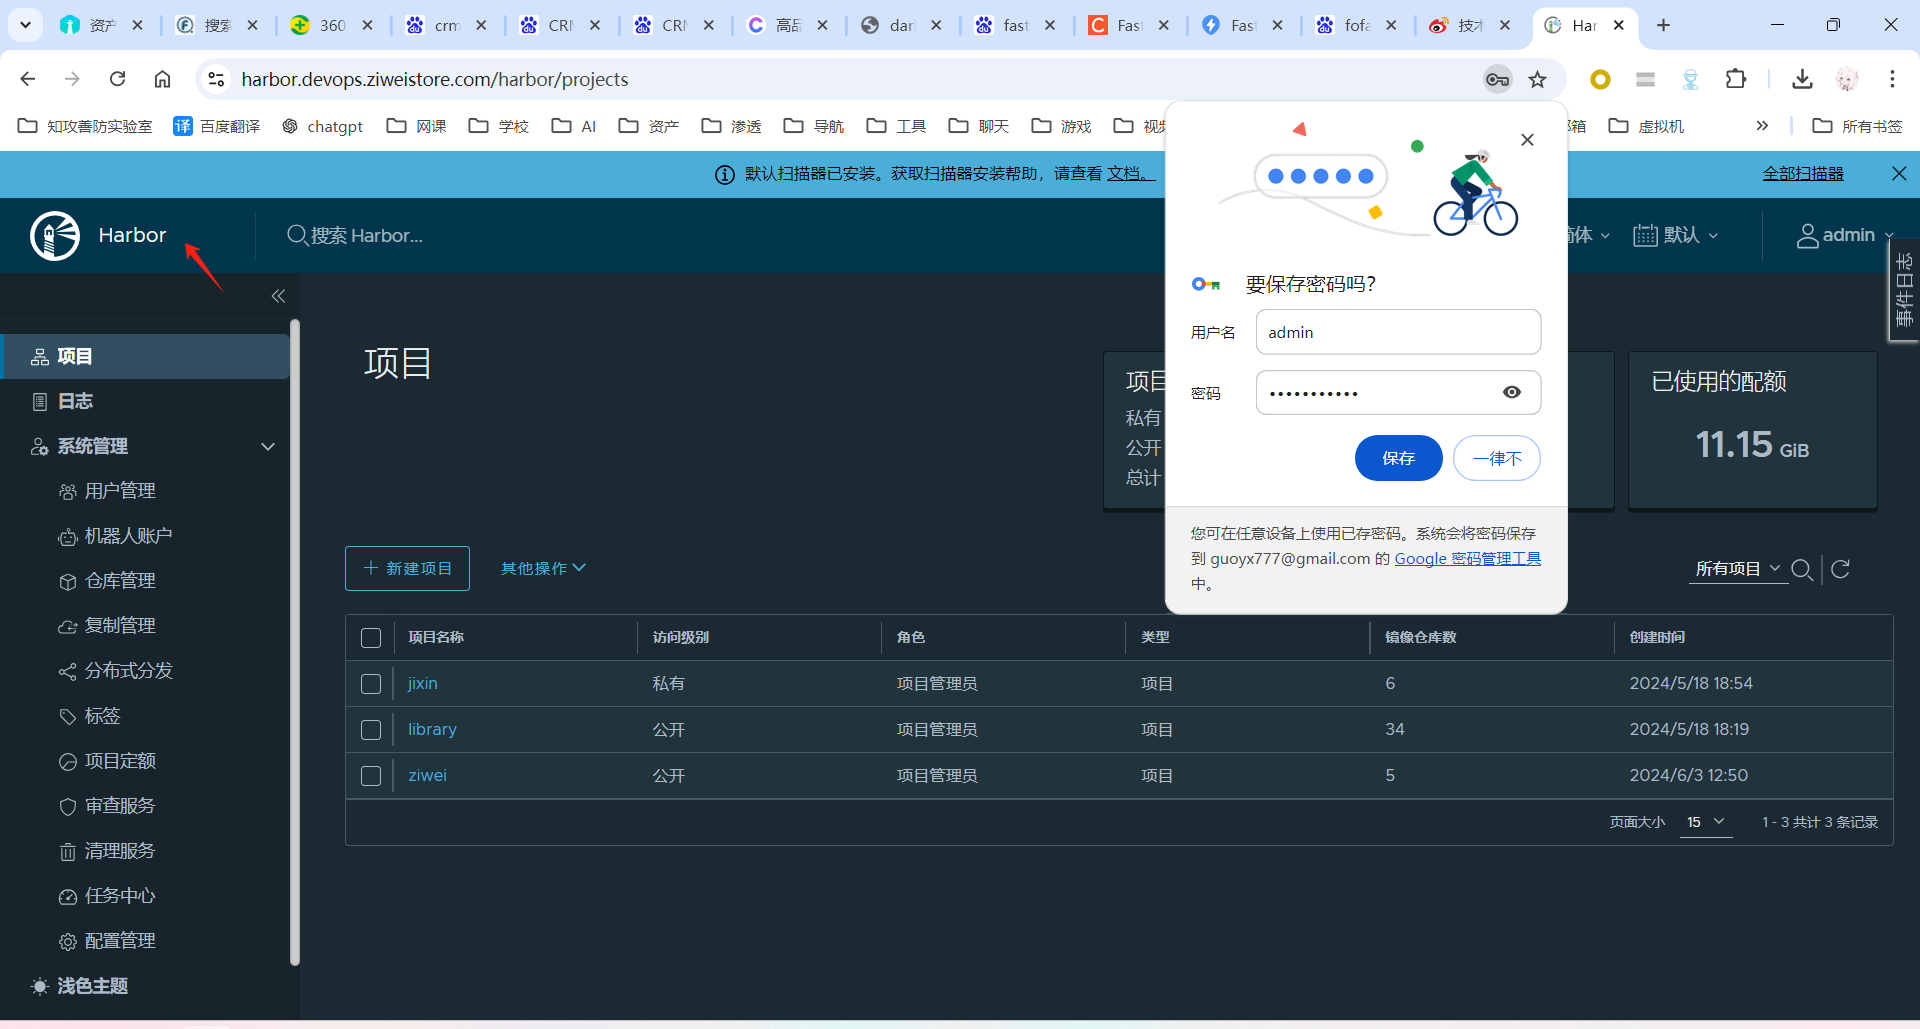 资产
搜索
360
crm
CRM
CRM
高品
dar
fast
Fas
Fas
fofa
技术
Har
harbor.devops.ziweistore.com/harbor/projects
知攻善防实验室
百度翻译
chatgpt
网课
学校
AI
资产
渗透
导航
工具
聊天
游戏
视频
邮箱
虚拟机
所有书签
默认扫描器已安装。获取扫描器安装帮助，请查看 文档。
全部扫描器
Harbor
搜索 Harbor...
简体
默认
admin
事件日志
要保存密码吗？
用户名
admin
密码
•••••••••••
保存
一律不
您可在任意设备上使用已存密码。系统会将密码保存
到 guoyx777@gmail.com 的 Google 密码管理工具
中。
项目
日志
系统管理
用户管理
机器人账户
仓库管理
复制管理
分布式分发
标签
项目定额
审查服务
清理服务
任务中心
配置管理
浅色主题
项目
项目
私有
公开
总计
已使用的配额
11.15 GiB
新建项目
其他操作
所有项目
项目名称 访问级别 角色 类型 镜像仓库数 创建时间
jixin 私有 项目管理员 项目 6 2024/5/18 18:54
library 公开 项目管理员 项目 34 2024/5/18 18:19
ziwei 公开 项目管理员 项目 5 2024/6/3 12:50
页面大小 15 1 - 3 共计 3 条记录